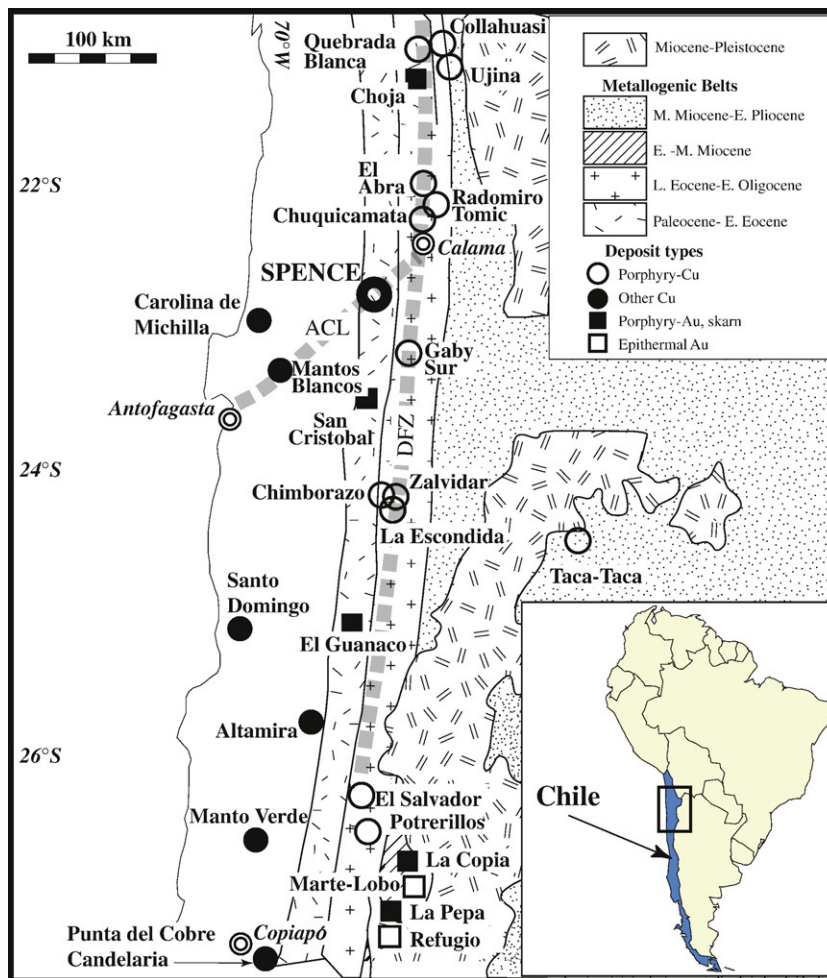 100 km
70°W
Quebrada
Blanca
Collahuasi
Ujina
Choja
22°S
El
Abra
Radomiro
Tomic
Chuquicamata
Calama
SPENCE
Carolina de
Michilla
ACL
Mantos
Blancos
Gaby
Sur
Antofagasta
San
Cristobal
DFZ
24°S
Chimborazo
Zalvidar
La Escondida
Taca-Taca
Santo
Domingo
El Guanaco
Altamira
26°S
El Salvador
Potrerillos
Manto Verde
La Copia
Marte-Lobo
La Pepa
Refugio
Punta del Cobre
Candelaria
Copiapó
Miocene-Pleistocene
Metallogenic Belts
M. Miocene-E. Pliocene
E. -M. Miocene
L. Eocene-E. Oligocene
Paleocene- E. Eocene
Deposit types
Porphyry-Cu
Other Cu
Porphyry-Au, skarn
Epithermal Au
Chile